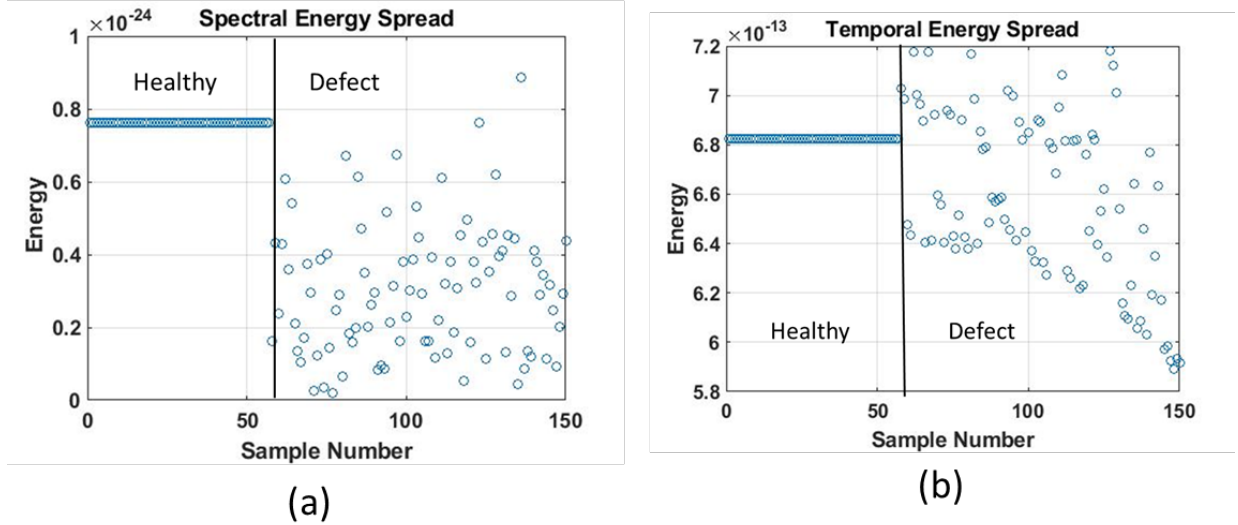 ×10⁻²⁴ Spectral Energy Spread
1
0.8
0.6
0.4
0.2
0
Energy
Healthy Defect
0 50 100 150
Sample Number
(a)
×10⁻¹³ Temporal Energy Spread
7.2
7
6.8
6.6
6.4
6.2
6
5.8
Energy
Healthy Defect
0 50 100 150
Sample Number
(b)